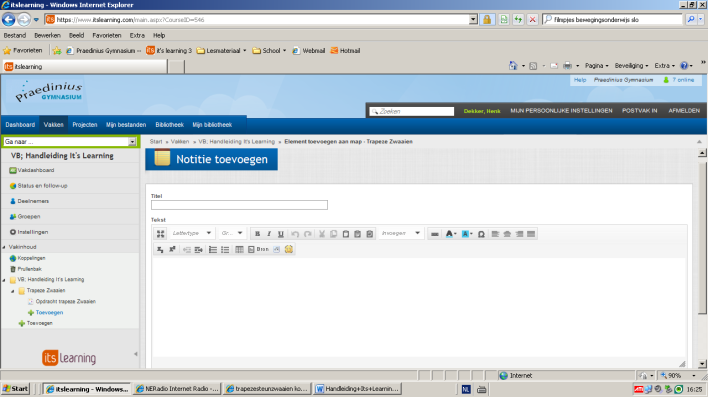 itslearning - Windows Internet Explorer
its https://www.itslearning.com/main.aspx?CourseID=546
filmpjes bewegingsonderwijs slo
Bestand Bewerken Beeld Favorieten Extra Help
Favorieten Praedinius Gymnasium – its it's learning 3 Lesmateriaal School Webmail Hotmail
its itslearning
Pagina Beveiliging Extra
Help Praedinius Gymnasium 7 online
Praedinius
GYMNASIUM
Zoeken Dekker, Henk MIJN PERSOONLIJKE INSTELLINGEN POSTVAK IN AFMELDEN
Dashboard Vakken Projecten Mijn bestanden Bibliotheek Mijn bibliotheek
Ga naar ...
Start » Vakken » VB; Handleiding It's Learning » Element toevoegen aan map - Trapeze Zwaaien
VB; Handleiding It's Learning
Notitie toevoegen
Vakdashboard
Status en follow-up
Deelnemers
Groepen
Instellingen
Vakinhoud
Koppelingen
Prullenbak
VB; Handleiding It's Learning
Trapeze Zwaaien
Opdracht trapeze Zwaaien
Toevoegen
Toevoegen
Titel
Tekst
Lettertype Gr... B I U Invoegen A A Ω
Bron
its Learning
Internet 90%
Start itslearning - Windows... NERadio Internet Radio -... trapezesteunzwaaien ko... Handleiding+Its+Learnin... NL 16:25